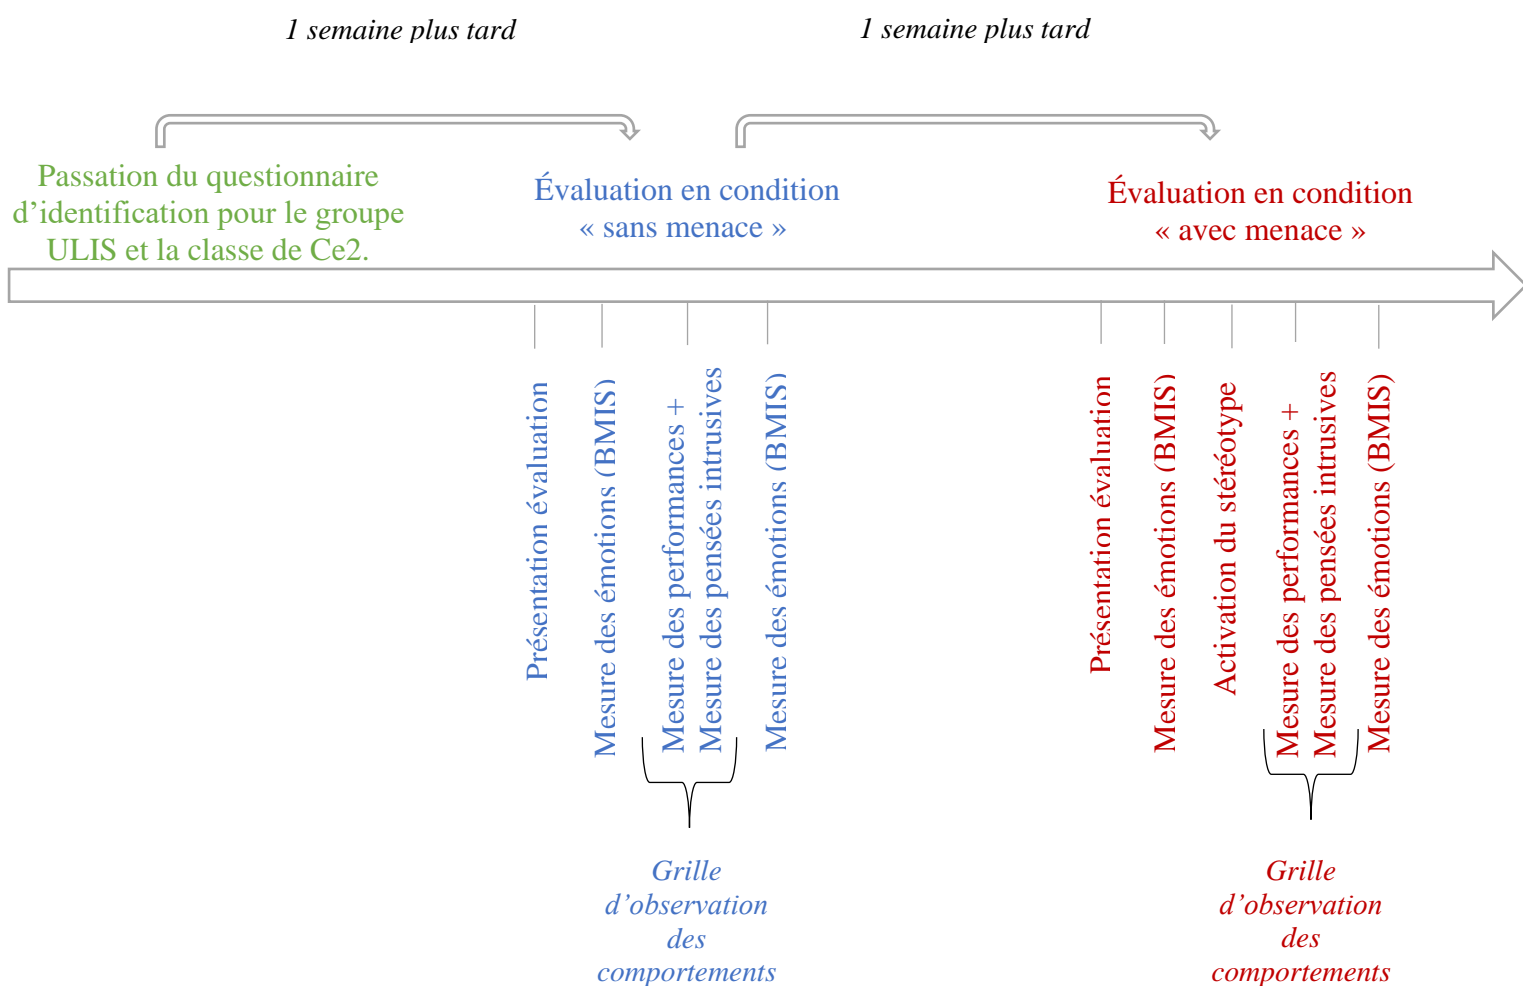 1 semaine plus tard
1 semaine plus tard
Passation du questionnaire
d’identification pour le groupe
ULIS et la classe de Ce2.
Évaluation en condition
« sans menace »
Évaluation en condition
« avec menace »
Présentation évaluation
Mesure des émotions (BMIS)
Mesure des performances +
Mesure des pensées intrusives
Mesure des émotions (BMIS)
Présentation évaluation
Mesure des émotions (BMIS)
Activation du stéréotype
Mesure des performances +
Mesure des pensées intrusives
Mesure des émotions (BMIS)
Grille
d’observation
des
comportements
Grille
d’observation
des
comportements